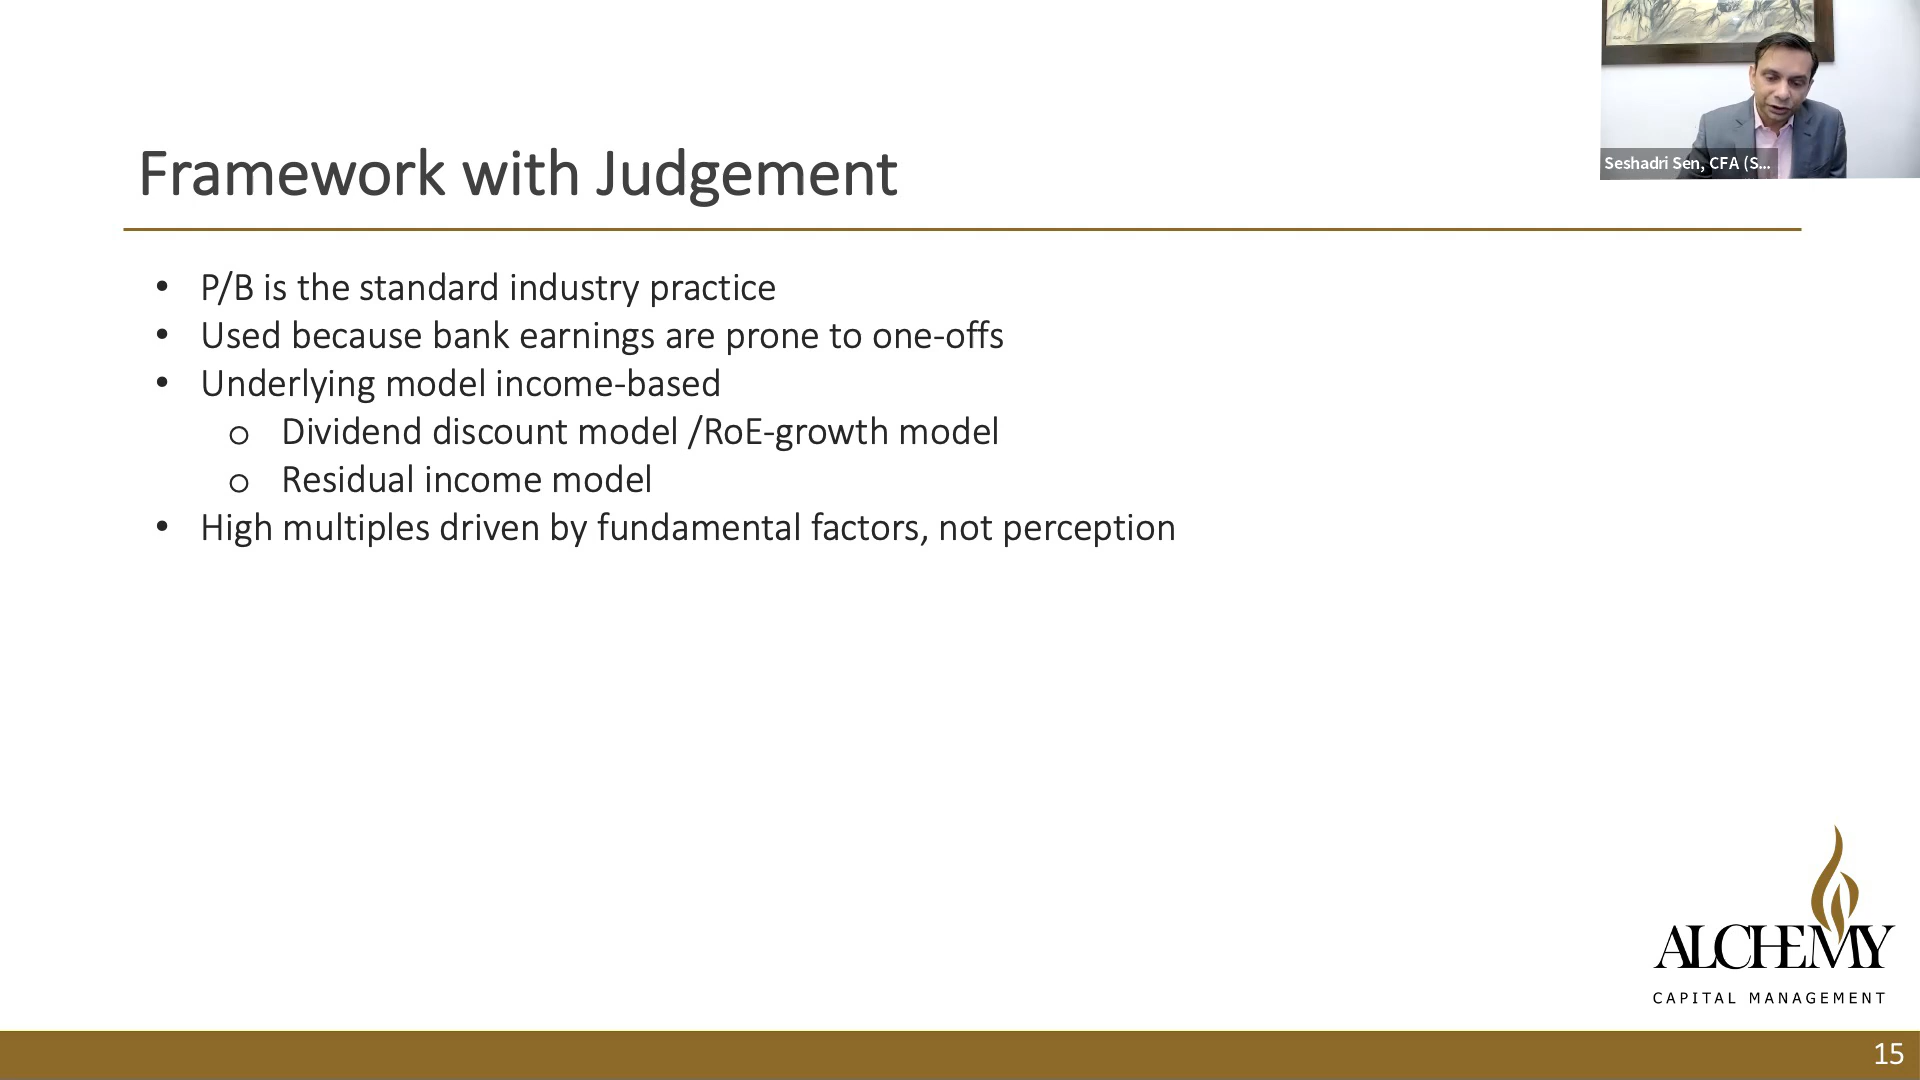 Seshadri Sen, CFA (S...
Framework with Judgement
• P/B is the standard industry practice
• Used because bank earnings are prone to one-offs
• Underlying model income-based
o Dividend discount model /RoE-growth model
o Residual income model
• High multiples driven by fundamental factors, not perception
ALCHEMY
CAPITAL MANAGEMENT
15